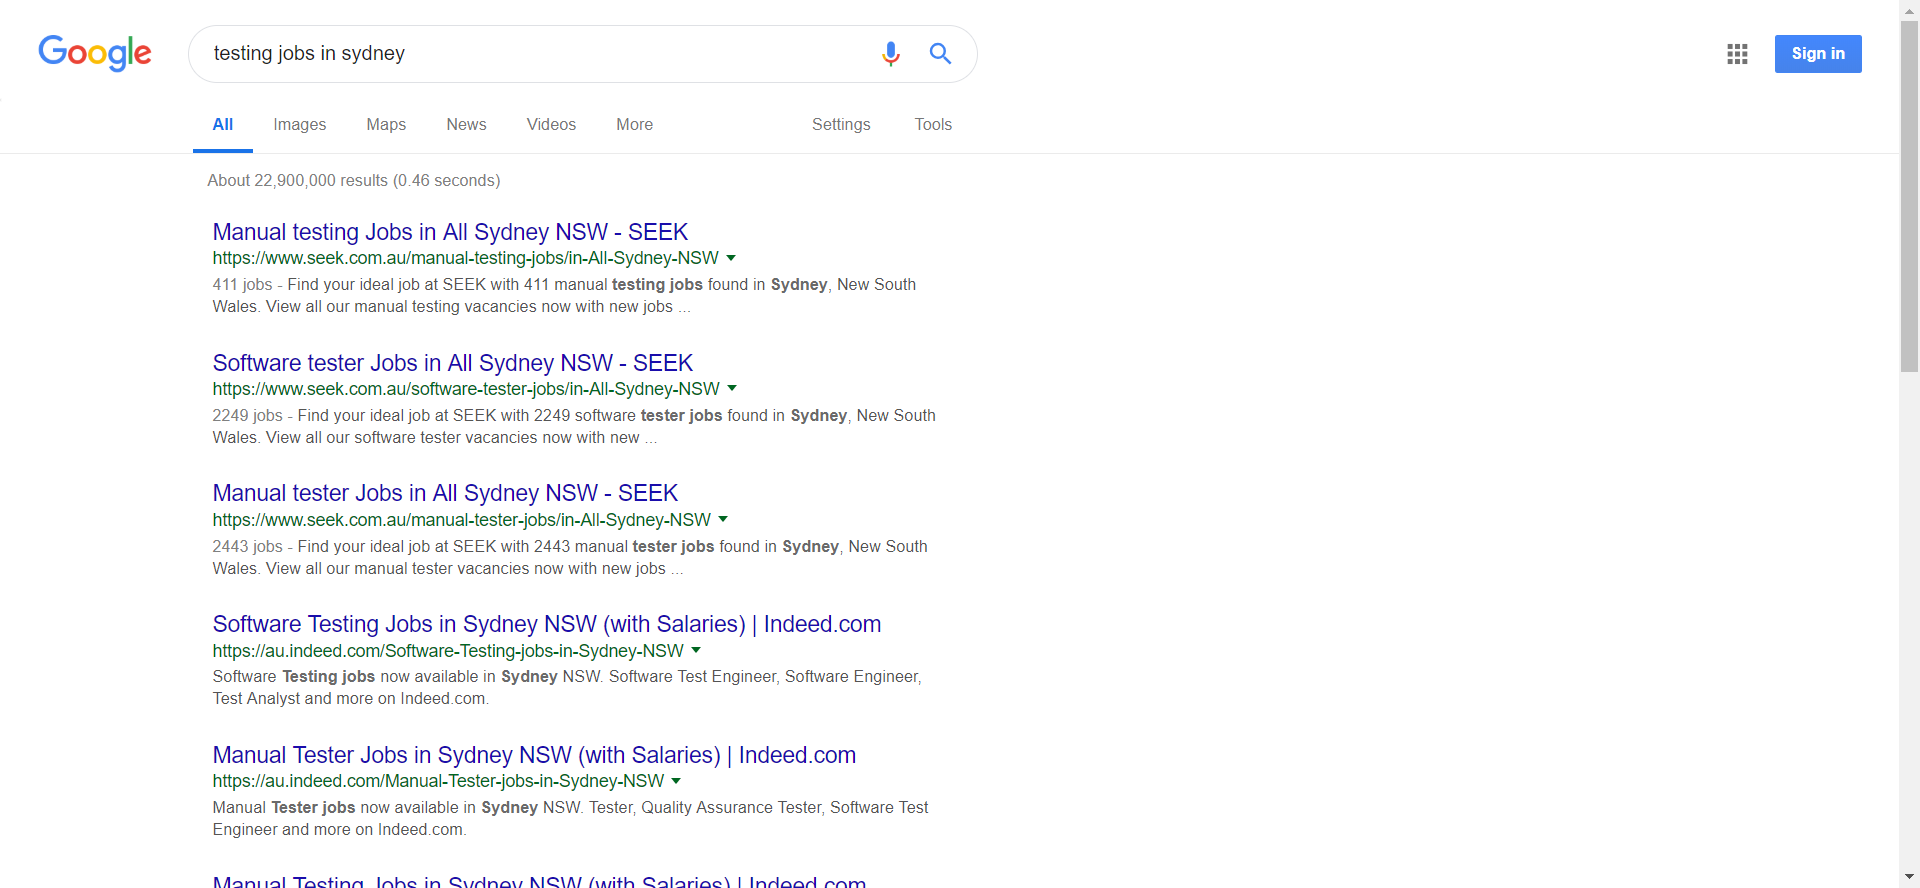 Google
testing jobs in sydney
Sign in
All Images Maps News Videos More Settings Tools
About 22,900,000 results (0.46 seconds)
Manual testing Jobs in All Sydney NSW - SEEK
https://www.seek.com.au/manual-testing-jobs/in-All-Sydney-NSW
411 jobs - Find your ideal job at SEEK with 411 manual testing jobs found in Sydney, New South
Wales. View all our manual testing vacancies now with new jobs ...
Software tester Jobs in All Sydney NSW - SEEK
https://www.seek.com.au/software-tester-jobs/in-All-Sydney-NSW
2249 jobs - Find your ideal job at SEEK with 2249 software tester jobs found in Sydney, New South
Wales. View all our software tester vacancies now with new ...
Manual tester Jobs in All Sydney NSW - SEEK
https://www.seek.com.au/manual-tester-jobs/in-All-Sydney-NSW
2443 jobs - Find your ideal job at SEEK with 2443 manual tester jobs found in Sydney, New South
Wales. View all our manual tester vacancies now with new jobs ...
Software Testing Jobs in Sydney NSW (with Salaries) | Indeed.com
https://au.indeed.com/Software-Testing-jobs-in-Sydney-NSW
Software Testing jobs now available in Sydney NSW. Software Test Engineer, Software Engineer,
Test Analyst and more on Indeed.com.
Manual Tester Jobs in Sydney NSW (with Salaries) | Indeed.com
https://au.indeed.com/Manual-Tester-jobs-in-Sydney-NSW
Manual Tester jobs now available in Sydney NSW. Tester, Quality Assurance Tester, Software Test
Engineer and more on Indeed.com.
Manual Testing Jobs in Sydney NSW (with Salaries) | Indeed.com